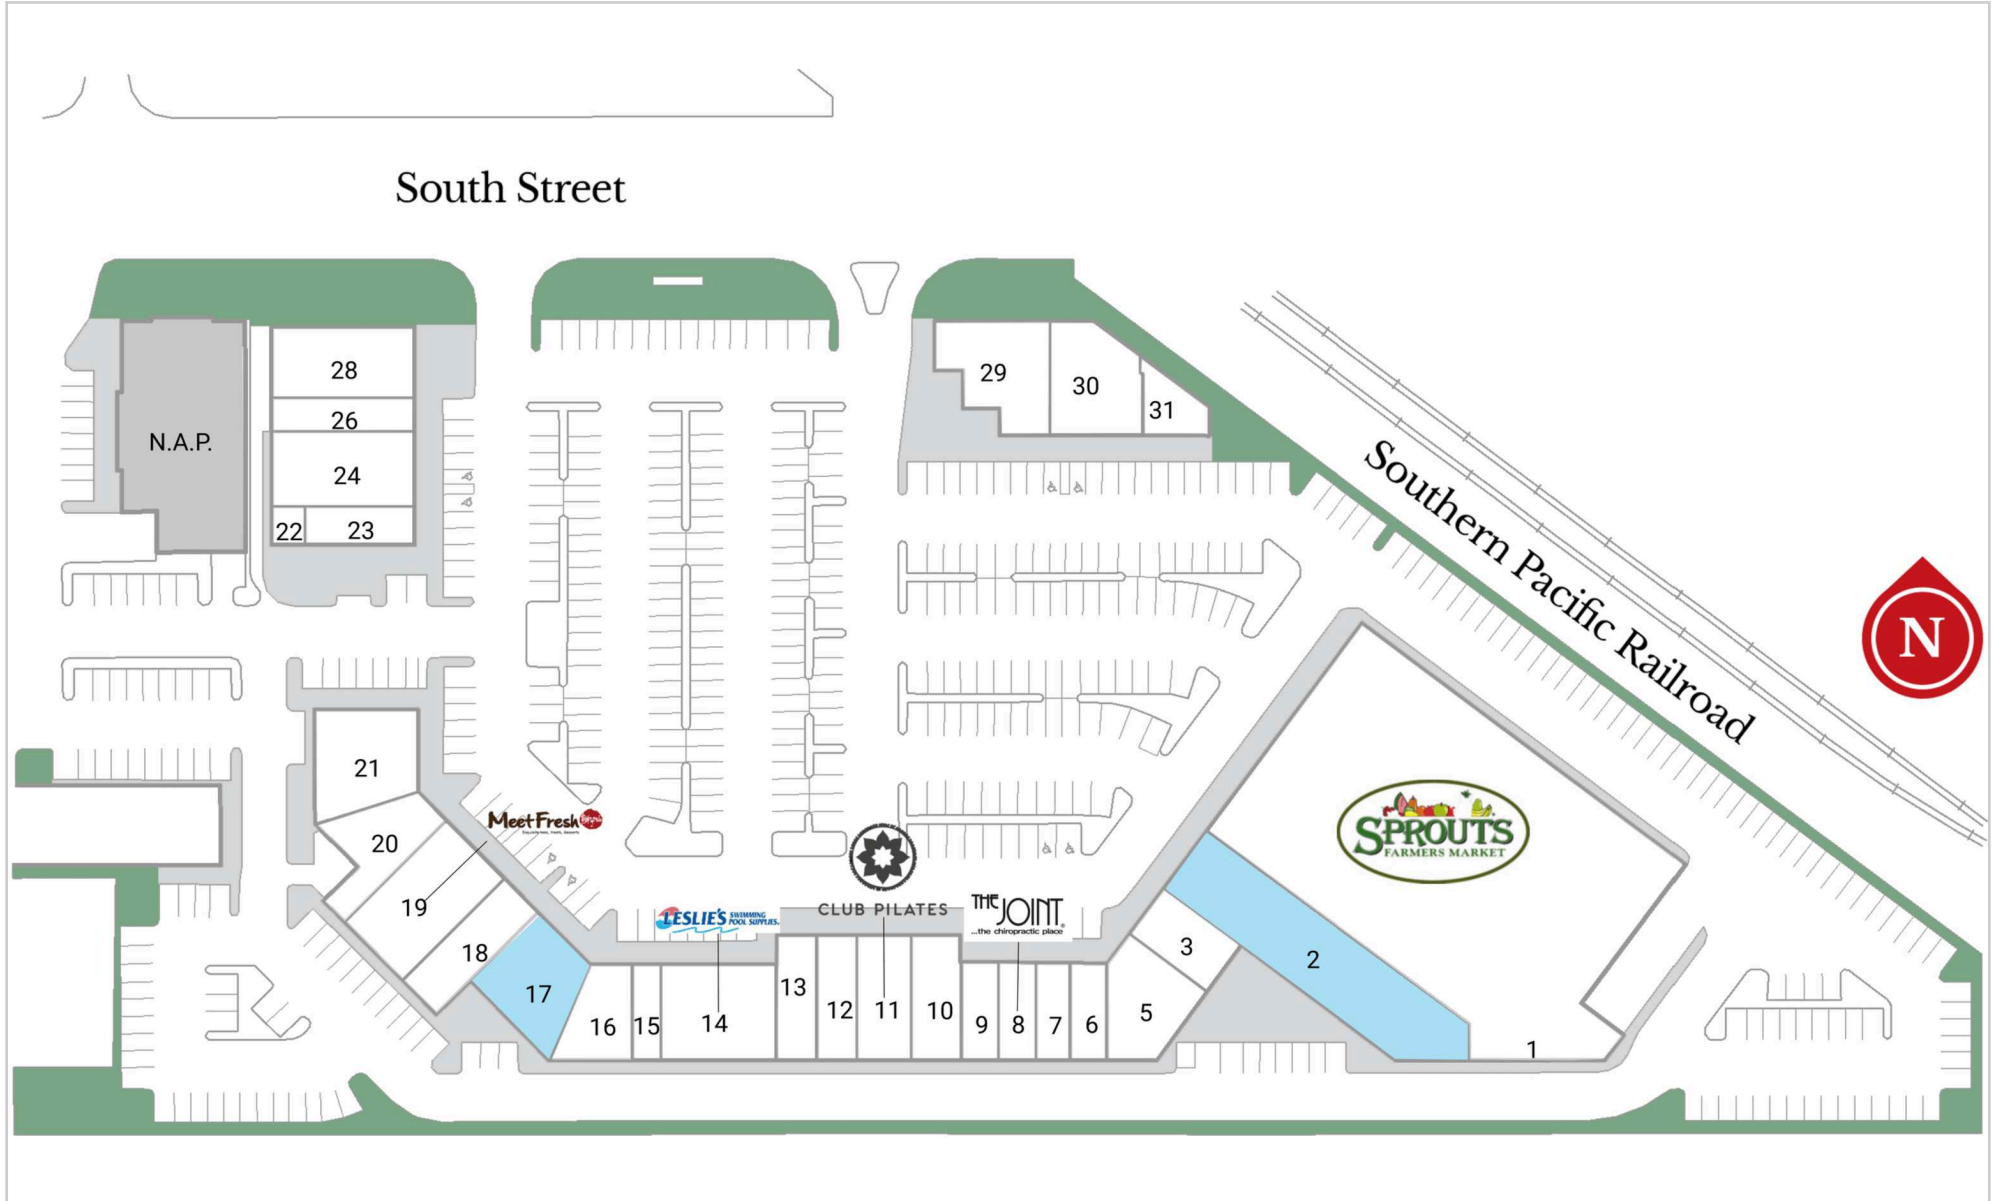 South Street
28
26
24
22
23
N.A.P.
29
30
31
Southern Pacific Railroad
N
21
20
19
18
17
Meet Fresh
LESLIE'S SWIMMING
POOL SUPPLIES.
CLUB PILATES
THE JOINT
...the chiropractic place
SPROUTS
FARMERS MARKET
16
15
14
13
12
11
10
9
8
7
6
5
3
2
1